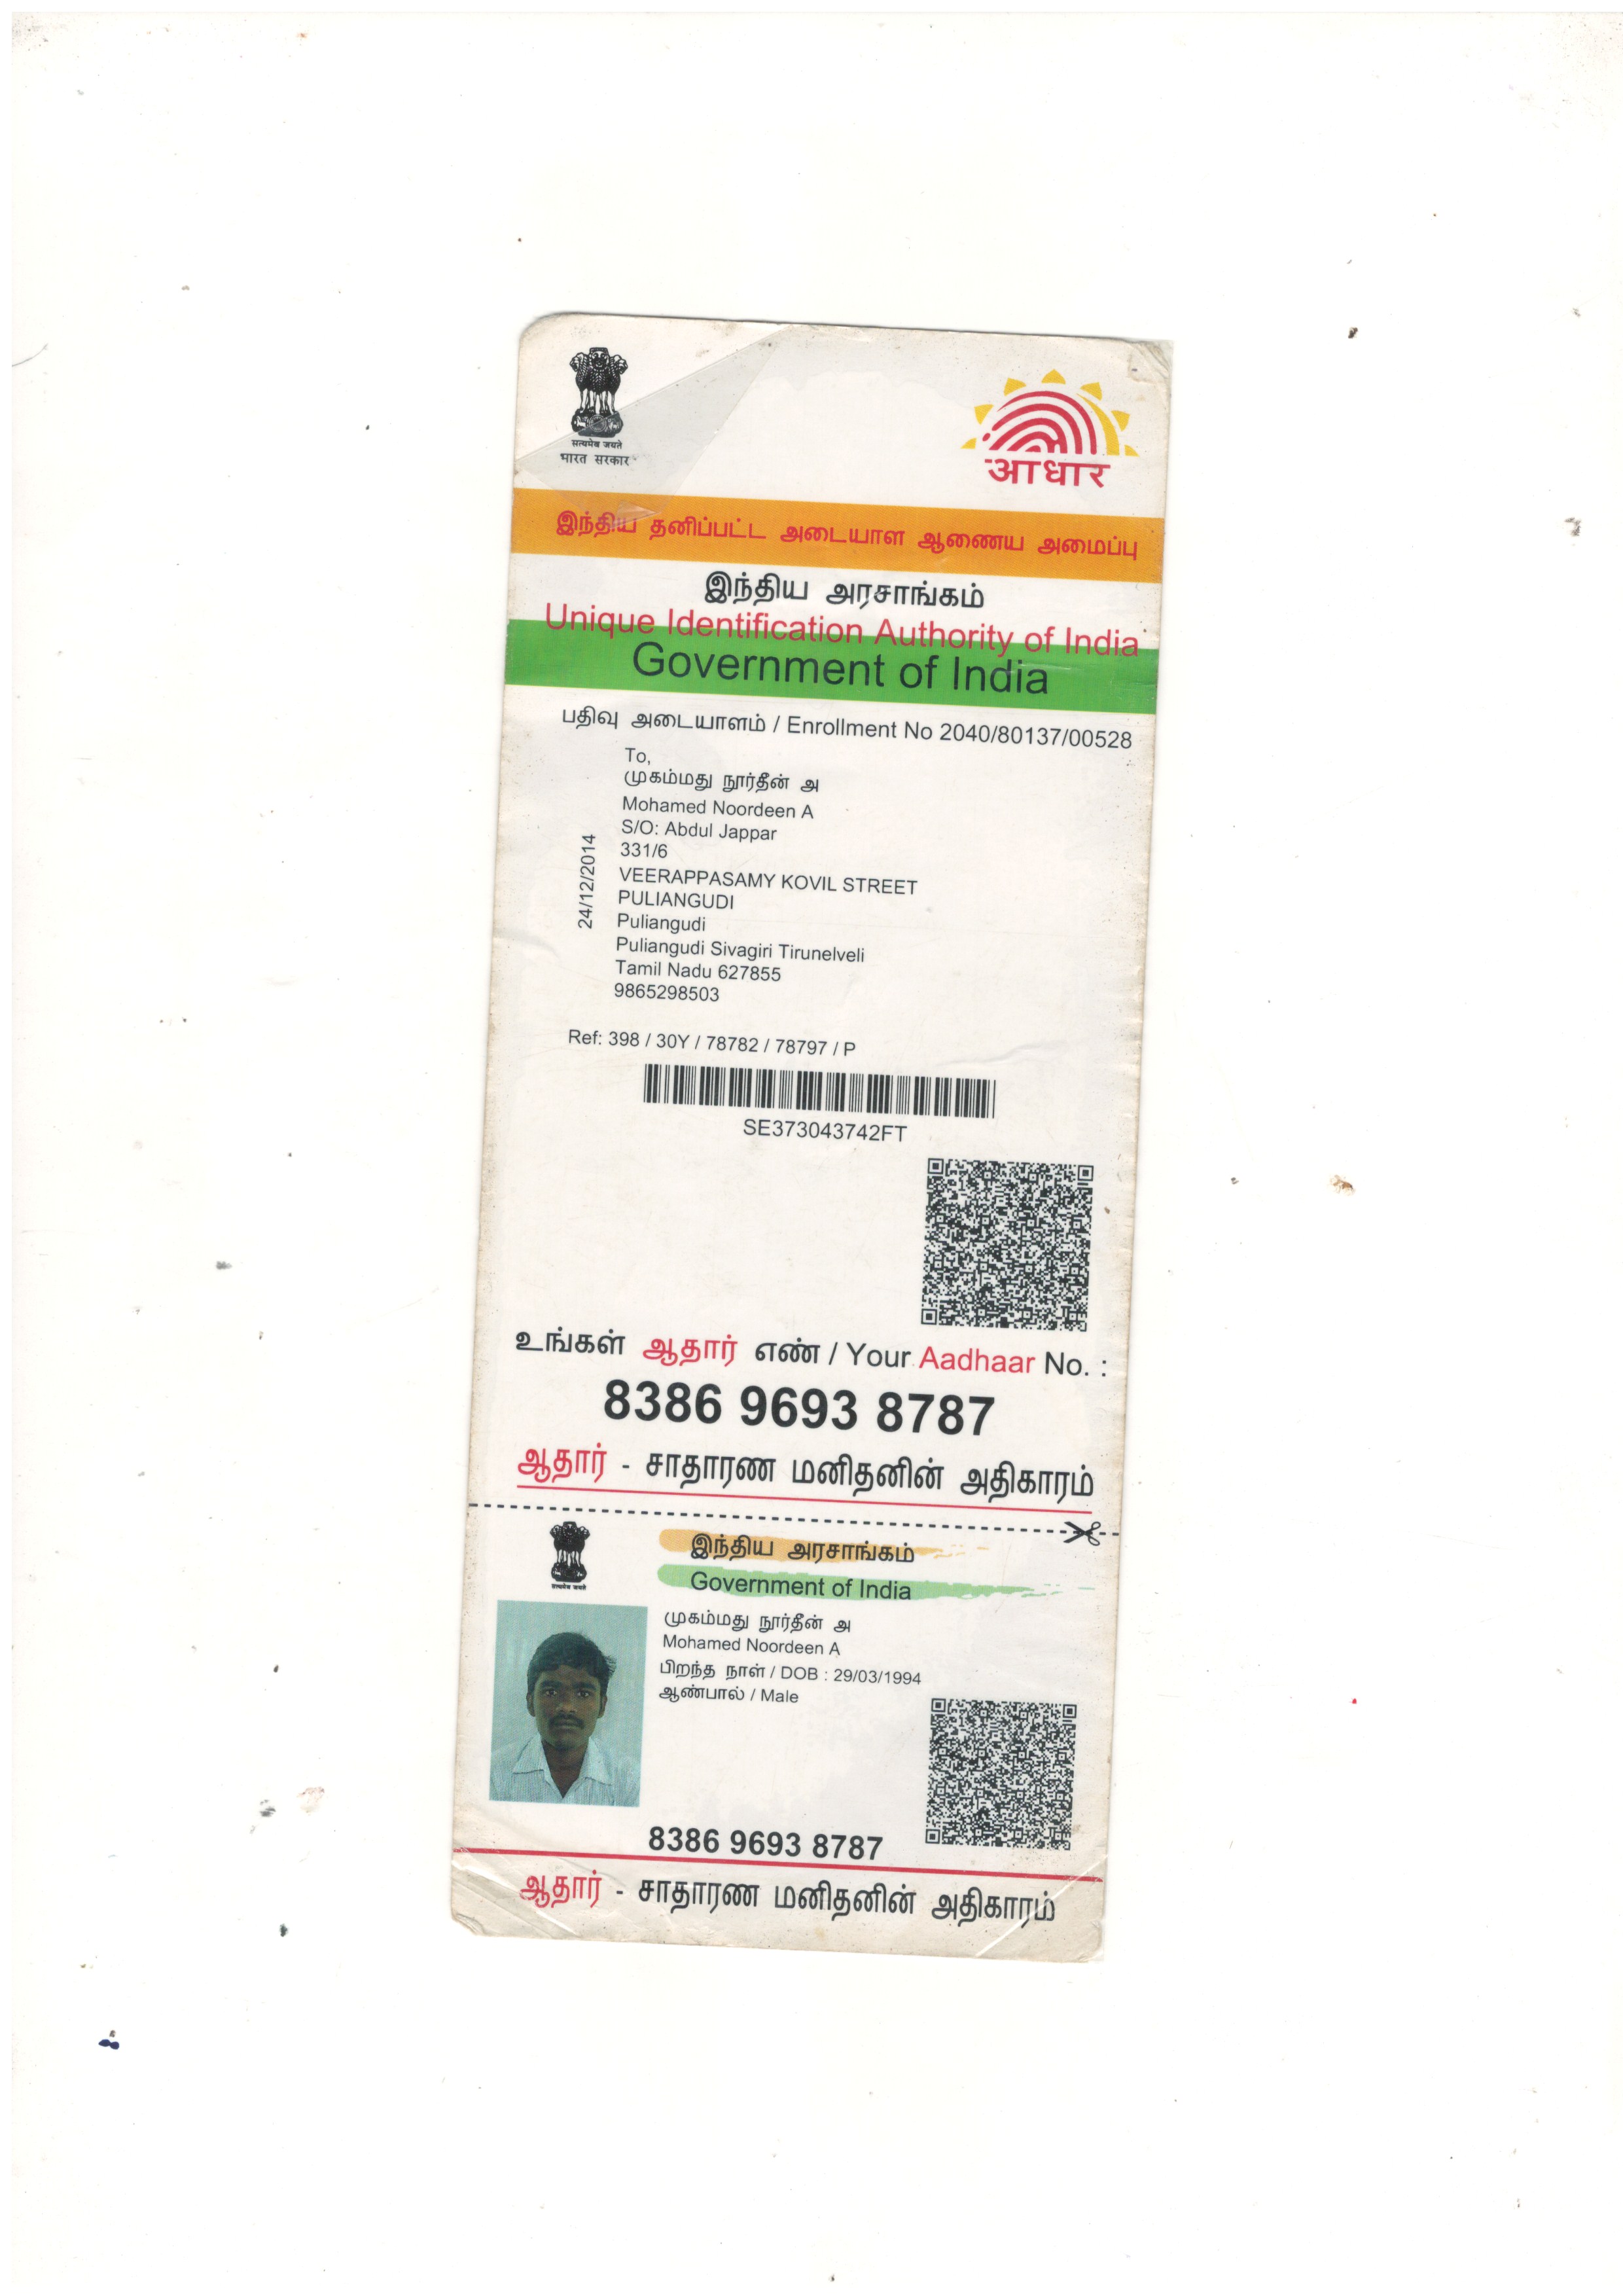 सत्यमेव जयते
भारत सरकार
आधार
இந்திய தனிப்பட்ட அடையாள ஆணைய அமைப்பு
இந்திய அரசாங்கம்
Unique Identification Authority of India
Government of India
பதிவு அடையாளம் / Enrollment No 2040/80137/00528
24/12/2014
To,
முகம்மது நூர்தீன் அ
Mohamed Noordeen A
S/O: Abdul Jappar
331/6
VEERAPPASAMY KOVIL STREET
PULIANGUDI
Puliangudi
Puliangudi Sivagiri Tirunelveli
Tamil Nadu 627855
9865298503
Ref: 398 / 30Y / 78782 / 78797 / P
SE373043742FT
உங்கள் ஆதார் எண் / Your Aadhaar No. :
8386 9693 8787
ஆதார் - சாதாரண மனிதனின் அதிகாரம்
सत्यमेव जयते
இந்திய அரசாங்கம்
Government of India
முகம்மது நூர்தீன் அ
Mohamed Noordeen A
பிறந்த நாள் / DOB : 29/03/1994
ஆண்பால் / Male
8386 9693 8787
ஆதார் - சாதாரண மனிதனின் அதிகாரம்